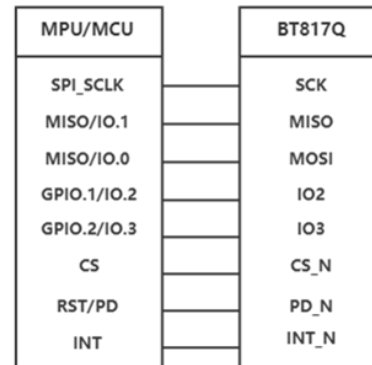 MPU/MCU BT817Q
SPI_SCLK SCK
MISO/IO.1 MISO
MISO/IO.0 MOSI
GPIO.1/IO.2 IO2
GPIO.2/IO.3 IO3
CS CS_N
RST/PD PD_N
INT INT_N